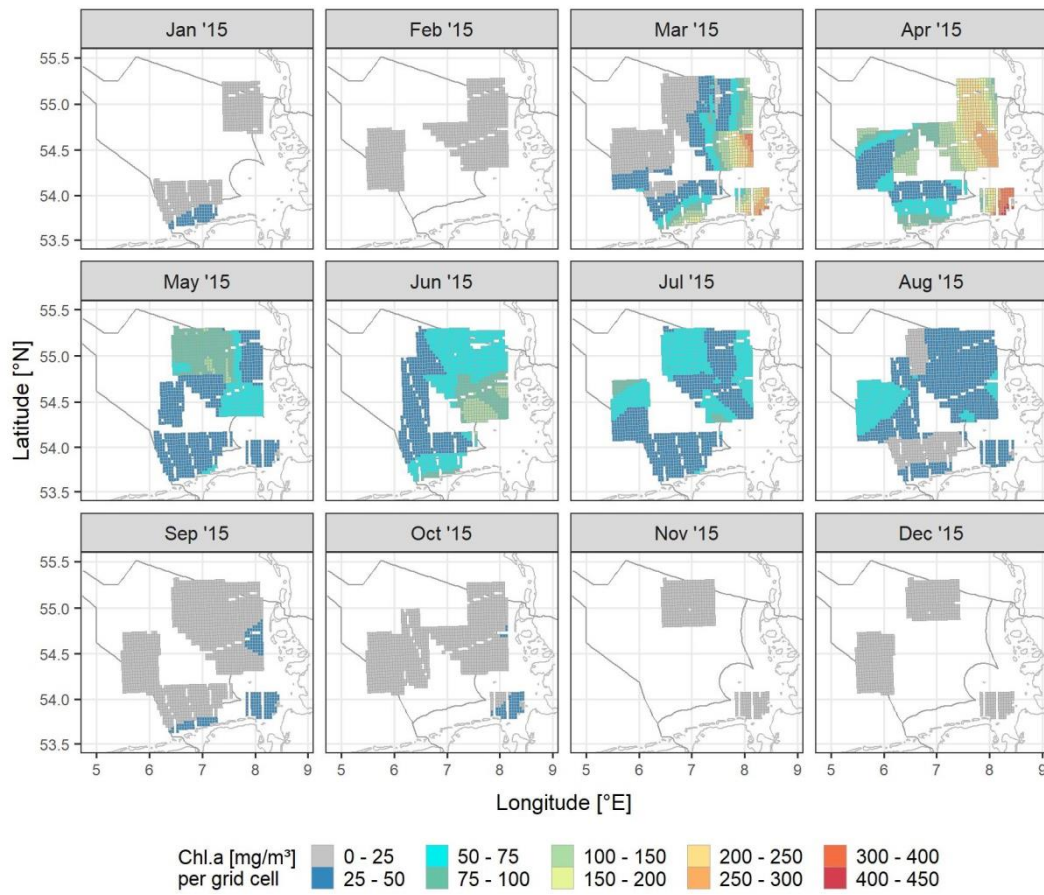 Jan '15 Feb '15 Mar '15 Apr '15
55.5
55.0
54.5
54.0
53.5
May '15 Jun '15 Jul '15 Aug '15
55.5
55.0
54.5
54.0
53.5
Latitude [°N]
Sep '15 Oct '15 Nov '15 Dec '15
55.5
55.0
54.5
54.0
53.5
5 6 7 8 9 5 6 7 8 9 5 6 7 8 9 5 6 7 8 9
Longitude [°E]
Chl.a [mg/m³] 0 - 25 50 - 75 100 - 150 200 - 250 300 - 400
per grid cell 25 - 50 75 - 100 150 - 200 250 - 300 400 - 450